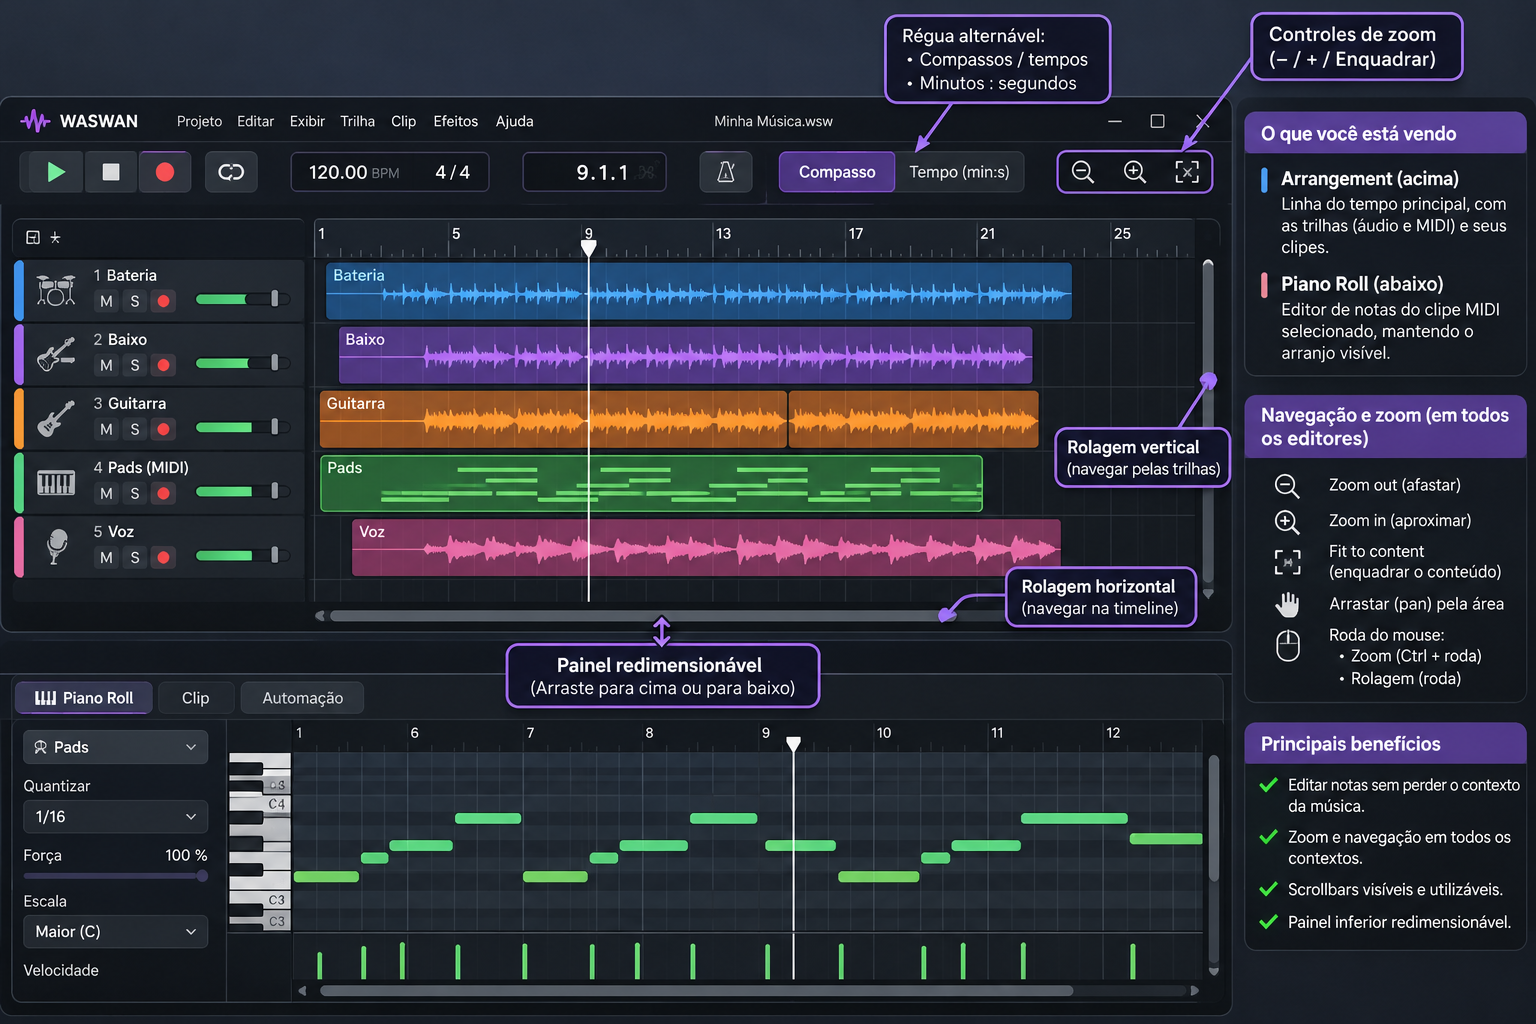 Régua alternável:
• Compassos / tempos
• Minutos : segundos
Controles de zoom
(– / + / Enquadrar)
WASWAN
Projeto Editar Exibir Trilha Clip Efeitos Ajuda
Minha Música.wsw
120.00 BPM 4/4
9.1.1
Compasso Tempo (min:s)
1 5 9 13 17 21 25
1 Bateria
M S
2 Baixo
M S
3 Guitarra
M S
4 Pads (MIDI)
M S
5 Voz
M S
Bateria
Baixo
Guitarra
Pads
Voz
Rolagem vertical
(navegar pelas trilhas)
Rolagem horizontal
(navegar na timeline)
Painel redimensionável
(Arraste para cima ou para baixo)
Piano Roll Clip Automação
Pads
Quantizar
1/16
Força 100 %
Escala
Maior (C)
Velocidade
1 6 7 8 9 10 11 12
C4
C3
C3
O que você está vendo
Arrangement (acima)
Linha do tempo principal, com
as trilhas (áudio e MIDI) e seus
clipes.
Piano Roll (abaixo)
Editor de notas do clipe MIDI
selecionado, mantendo o
arranjo visível.
Navegação e zoom (em todos
os editores)
Zoom out (afastar)
Zoom in (aproximar)
Fit to content
(enquadrar o conteúdo)
Arrastar (pan) pela área
Roda do mouse:
• Zoom (Ctrl + roda)
• Rolagem (roda)
Principais benefícios
Editar notas sem perder o contexto
da música.
Zoom e navegação em todos os
contextos.
Scrollbars visíveis e utilizáveis.
Painel inferior redimensionável.